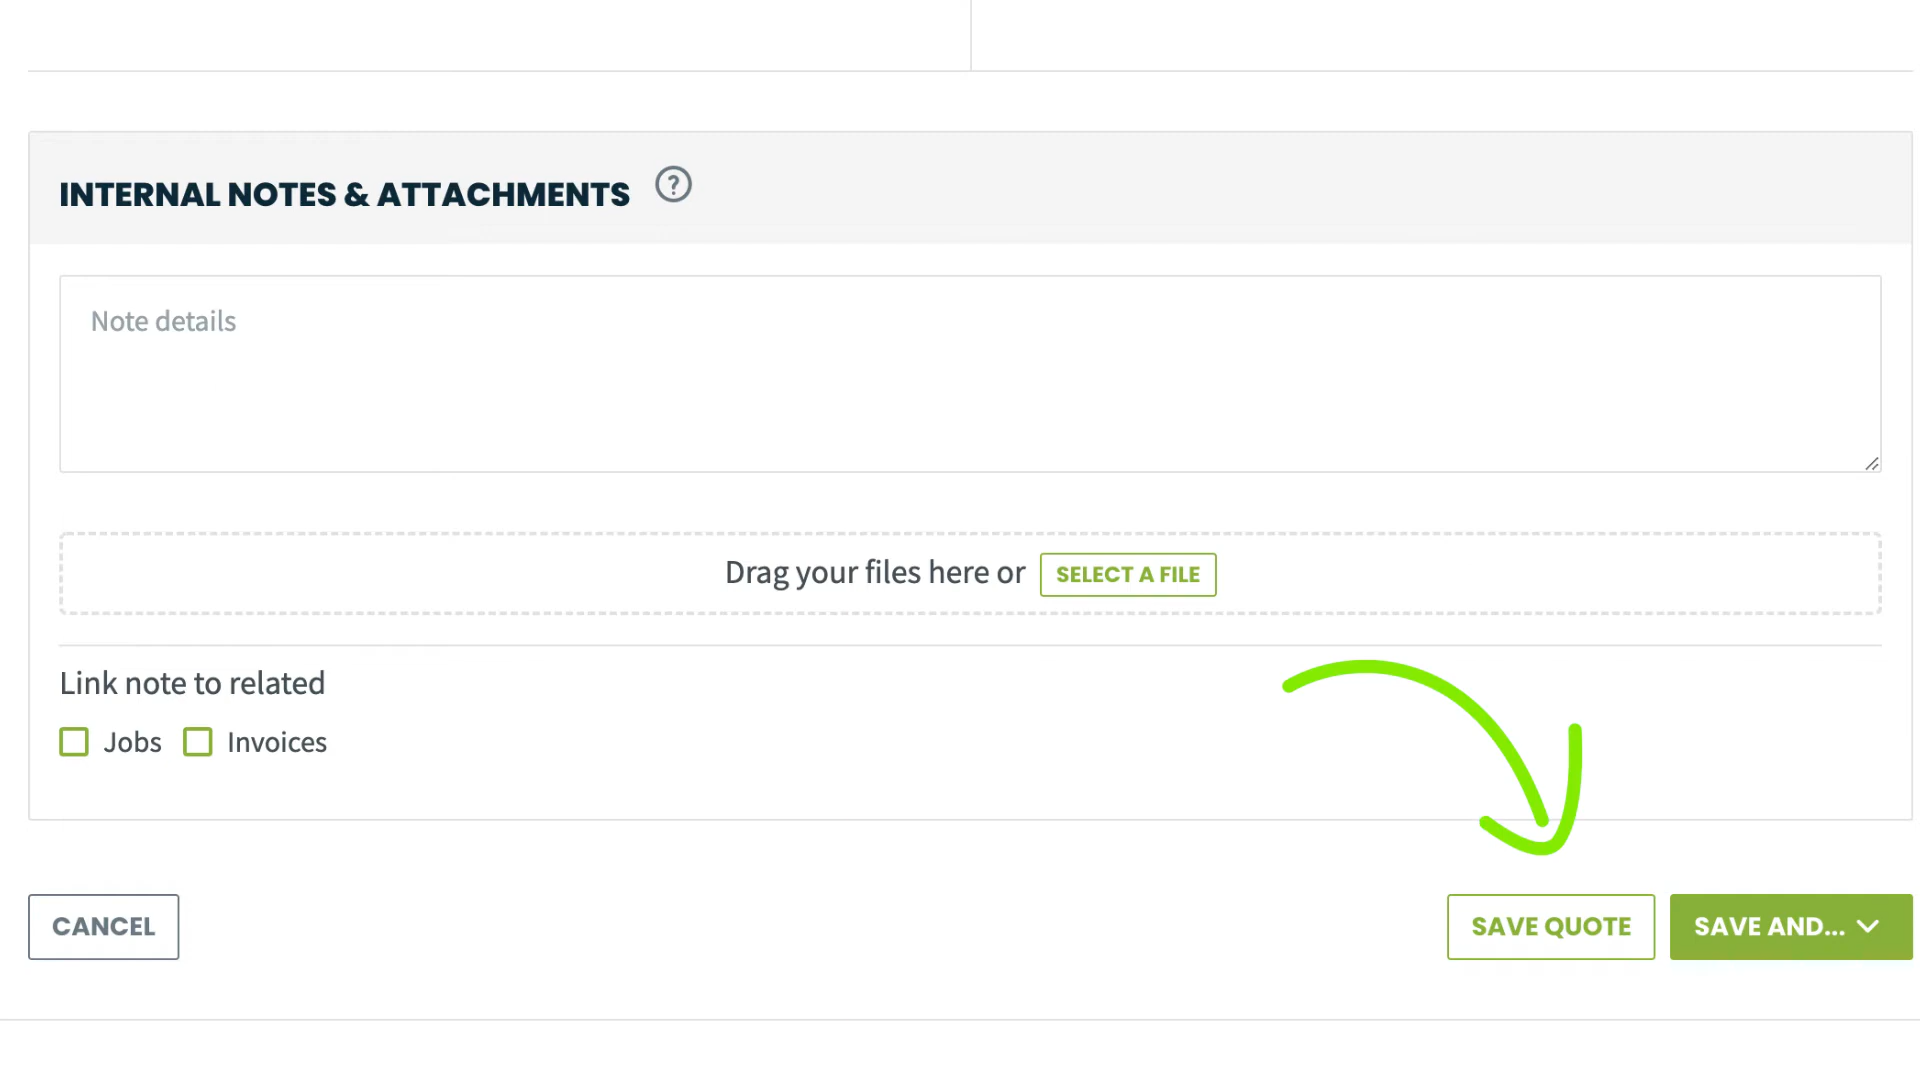 INTERNAL NOTES & ATTACHMENTS ?
Note details
Drag your files here or SELECT A FILE
Link note to related
Jobs Invoices
CANCEL SAVE QUOTE SAVE AND...